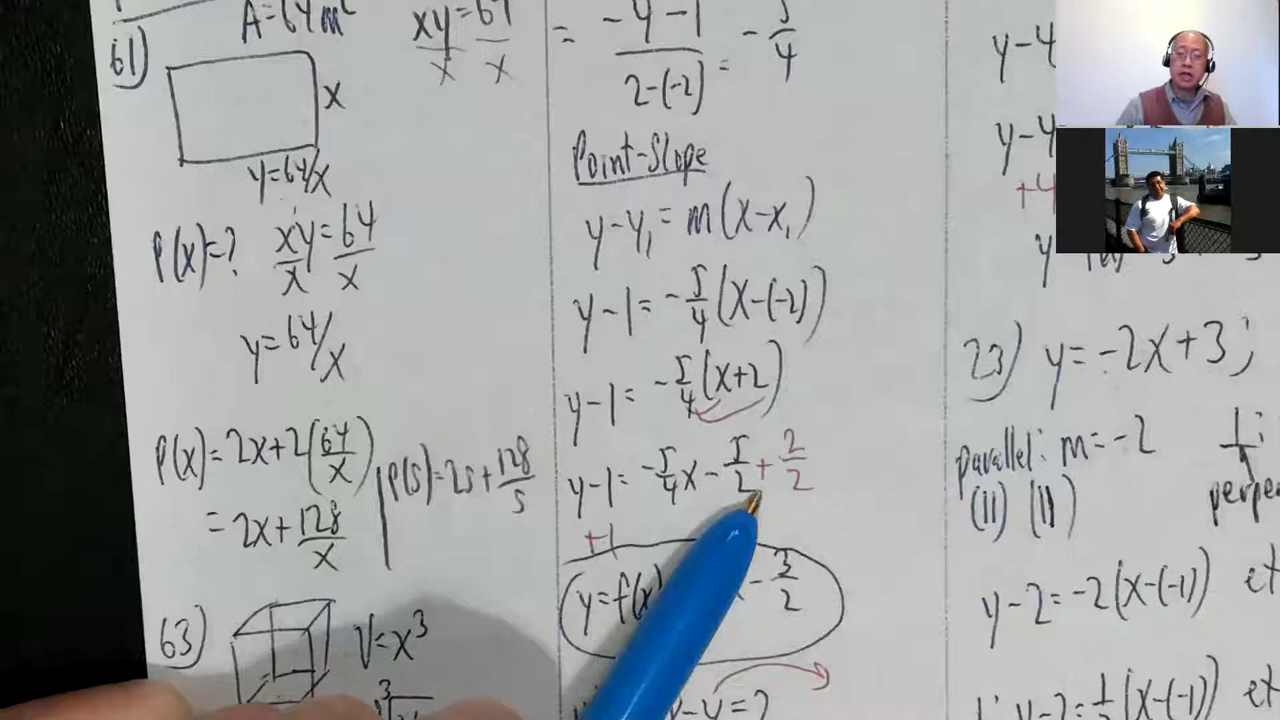 61)
A=64m²
xy=64
x x
x
y=64/x
P(x)=? xy=64
x x
y=64/x
P(x)=2x+2(64/x)
=2x+128/x
P(s)=2s+128/s
63)
V=x³
= -4-1 / 2-(-2) = -5/4
Point-Slope
y-y₁=m(x-x₁)
y-1=-5/4(x-(-2))
y-1=-5/4(x+2)
y-1=-5/4x-5/2+2/2
+1
y=f(x) - 3/2
y-4
y-4
+4
y
23) y=-2x+3;
parallel: m=-2
(11) (11)
y-2=-2(x-(-1))
y-2=1/2(x-(-1))